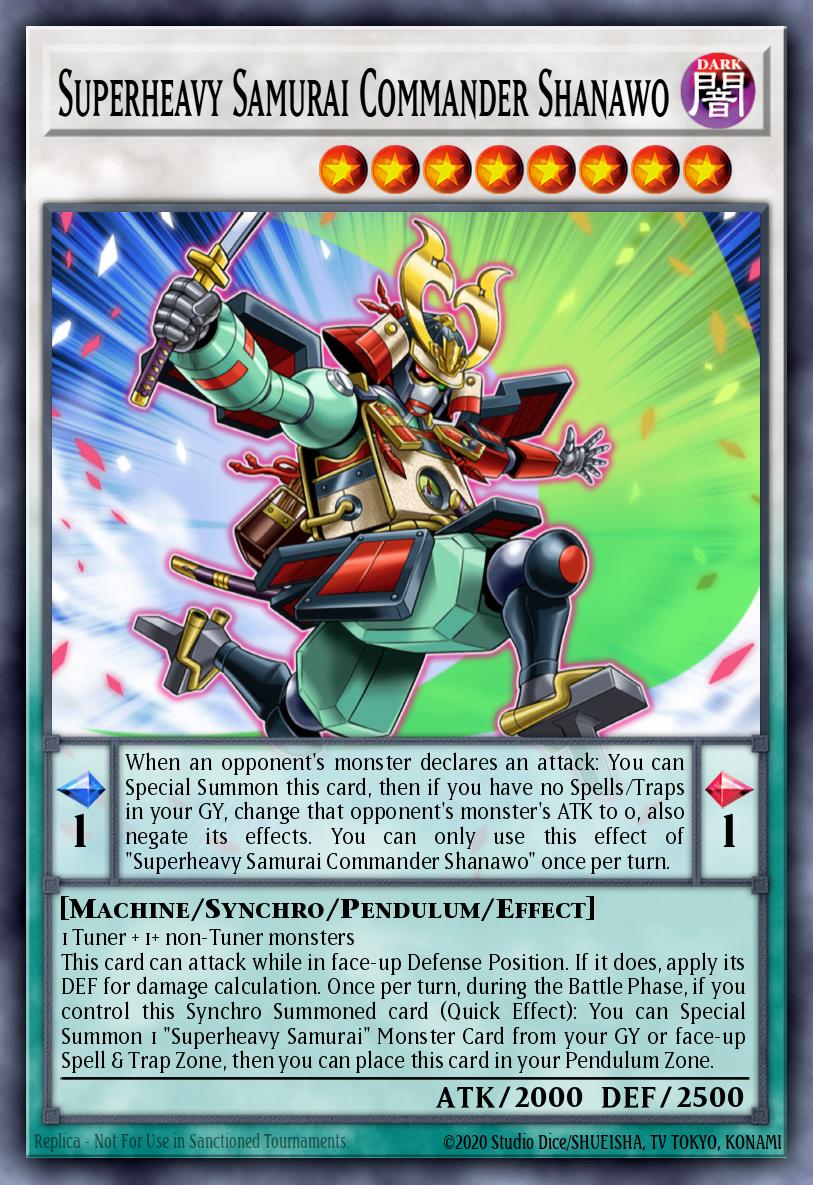 Superheavy Samurai Commander Shanawo
DARK
闇
When an opponent's monster declares an attack: You can
Special Summon this card, then if you have no Spells/Traps
in your GY, change that opponent's monster's ATK to 0, also
negate its effects. You can only use this effect of
"Superheavy Samurai Commander Shanawo" once per turn.
1
1
[Machine/Synchro/Pendulum/Effect]
1 Tuner + 1+ non-Tuner monsters
This card can attack while in face-up Defense Position. If it does, apply its
DEF for damage calculation. Once per turn, during the Battle Phase, if you
control this Synchro Summoned card (Quick Effect): You can Special
Summon 1 "Superheavy Samurai" Monster Card from your GY or face-up
Spell & Trap Zone, then you can place this card in your Pendulum Zone.
ATK/2000 DEF/2500
Replica - Not For Use in Sanctioned Tournaments.
©2020 Studio Dice/SHUEISHA, TV TOKYO, KONAMI